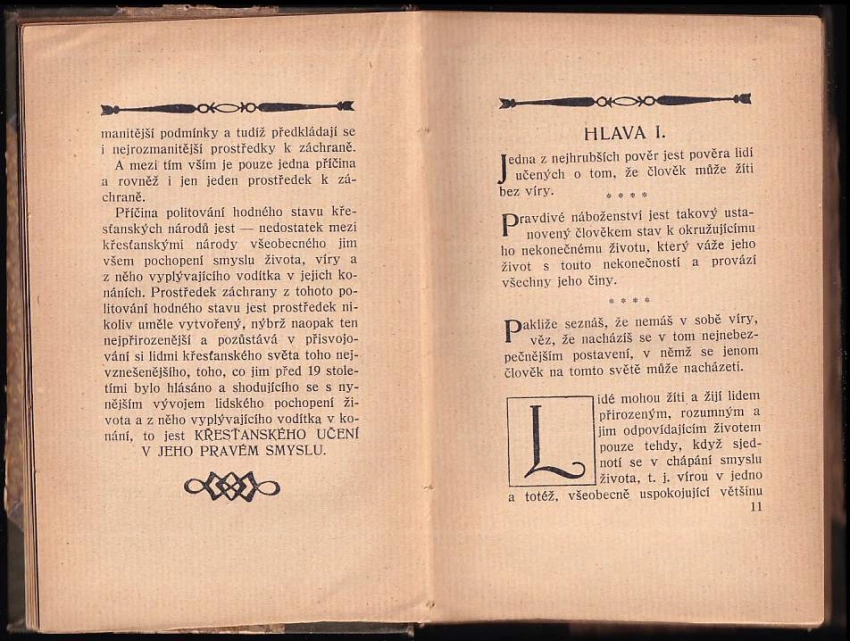 manitější podmínky a tudíž předkládají se
i nejrozmanitější prostředky k záchraně.
A mezi tím vším je pouze jedna příčina
a rovněž i jen jeden prostředek k zá-
chraně.
Příčina politování hodného stavu kře-
sťanských národů jest — nedostatek mezi
křesťanskými národy všeobecného jim
všem pochopení smyslu života, víry a
z něho vyplývajícího vodítka v jejich ko-
náních. Prostředek záchrany z tohoto po-
litování hodného stavu jest prostředek ni-
koliv uměle vytvořený, nýbrž naopak ten
nejpřirozenější a pozůstává v přisvojo-
vání si lidmi křesťanského světa toho nej-
vznešenějšího, toho, co jim před 19 stole-
tími bylo hlásáno a shodujícího se s ny-
nějším vývojem lidského pochopení ži-
vota a z něho vyplývajícího vodítka v ko-
nání, to jest KŘESŤANSKÉHO UČENÍ
V JEHO PRAVÉM SMYSLU.
HLAVA I.
Jedna z nejhrubších pověr jest pověra lidí
učených o tom, že člověk může žíti
bez víry.
* * * *
Pravdivé náboženství jest takový usta-
novený člověkem stav k okružujícímu
ho nekonečnému životu, který váže jeho
život s touto nekonečností a provází
všechny jeho činy.
* * * *
Pakliže seznáš, že nemáš v sobě víry,
věz, že nacházíš se v tom nejnebez-
pečnějším postavení, v němž se jenom
člověk na tomto světě může nacházeti.
Lidé mohou žíti a žijí lidem
přirozeným, rozumným a
jim odpovídajícím životem
pouze tehdy, když sjed-
notí se v chápání smyslu
života, t. j. vírou v jedno
a totéž, všeobecně uspokojující většinu
11